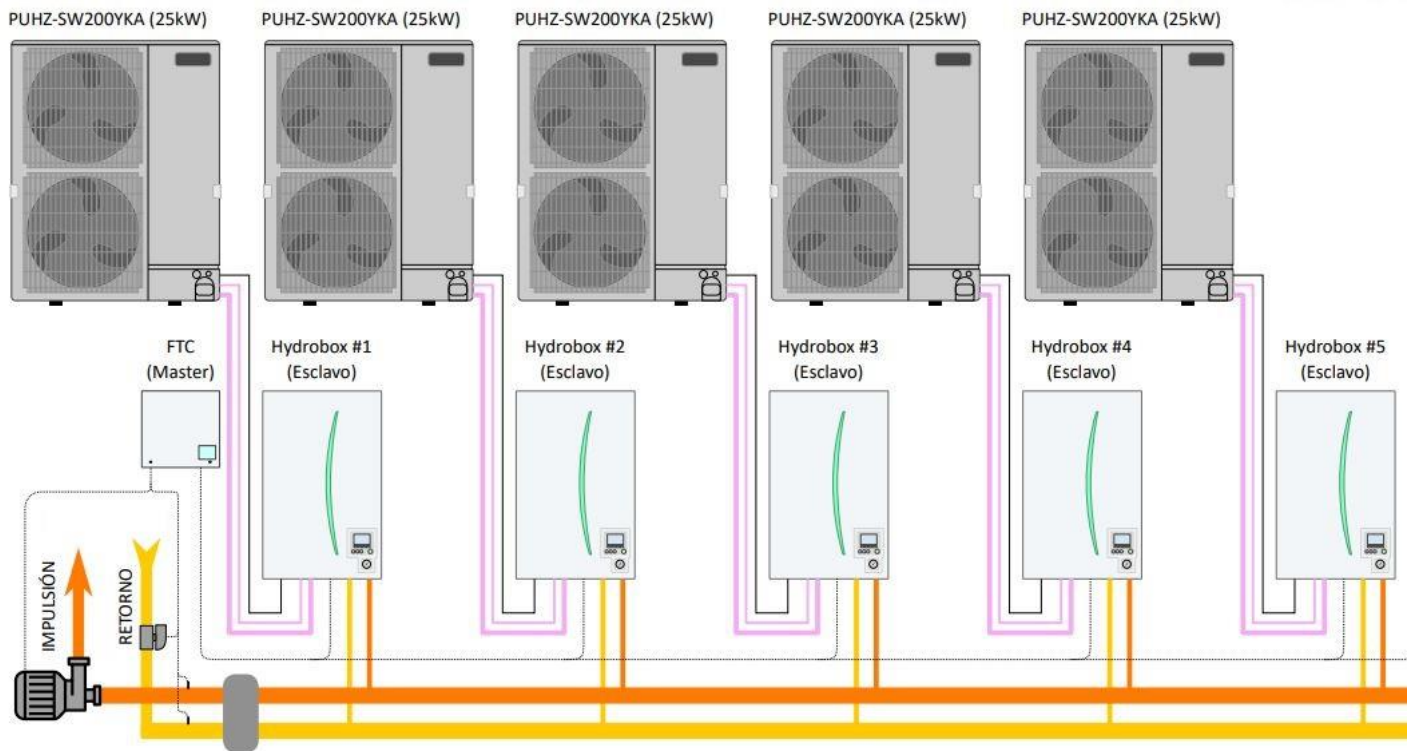 PUHZ-SW200YKA (25kW)
PUHZ-SW200YKA (25kW)
PUHZ-SW200YKA (25kW)
PUHZ-SW200YKA (25kW)
PUHZ-SW200YKA (25kW)
FTC
(Master)
Hydrobox #1
(Esclavo)
Hydrobox #2
(Esclavo)
Hydrobox #3
(Esclavo)
Hydrobox #4
(Esclavo)
Hydrobox #5
(Esclavo)
IMPULSIÓN
RETORNO